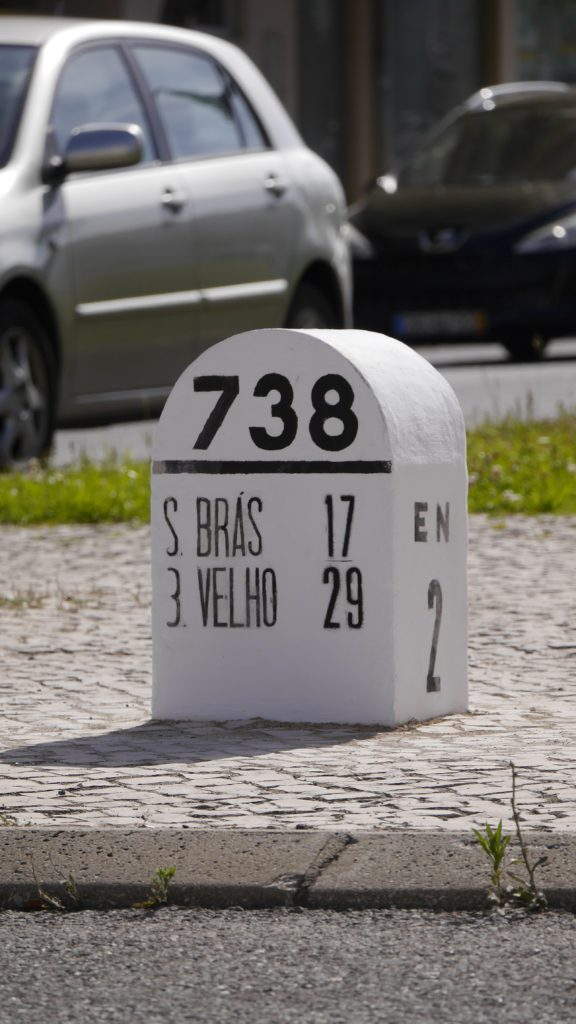 738
S. BRÁS 17
B. VELHO 29
EN
2